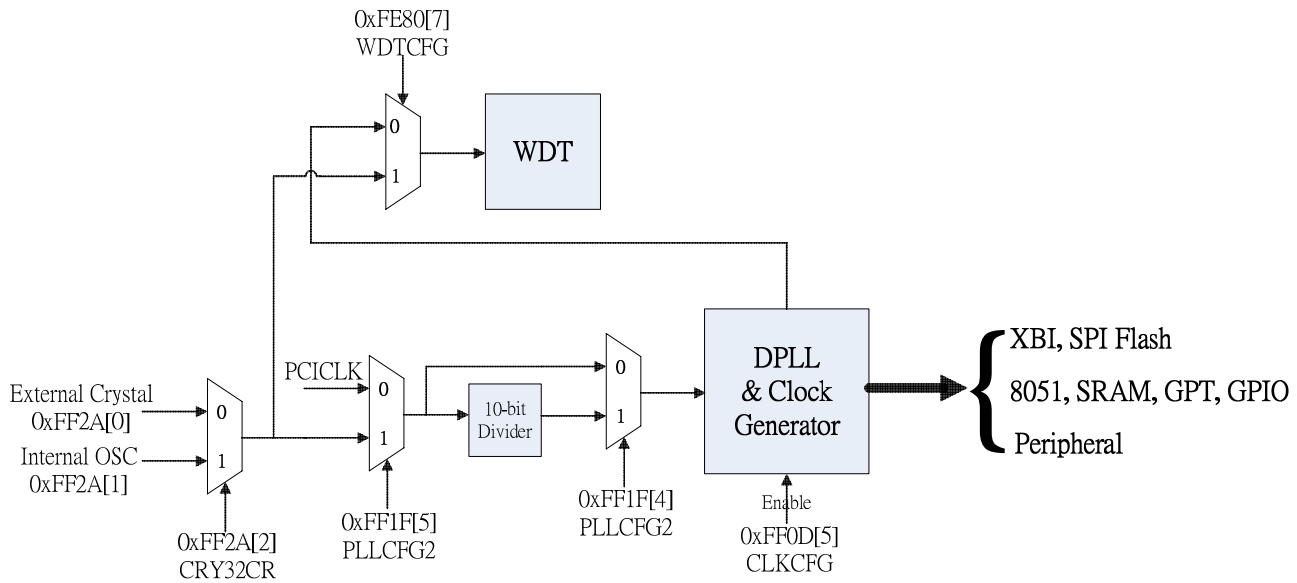 0xFE80[7]
WDTCFG
0
1
WDT
PCICLK
0
1
External Crystal
0xFF2A[0]
Internal OSC
0xFF2A[1]
0
1
10-bit
Divider
0
1
DPLL
& Clock
Generator
XBI, SPI Flash
8051, SRAM, GPT, GPIO
Peripheral
0xFF2A[2]
CRY32CR
0xFF1F[5]
PLLCFG2
0xFF1F[4]
PLLCFG2
Enable
0xFF0D[5]
CLKCFG